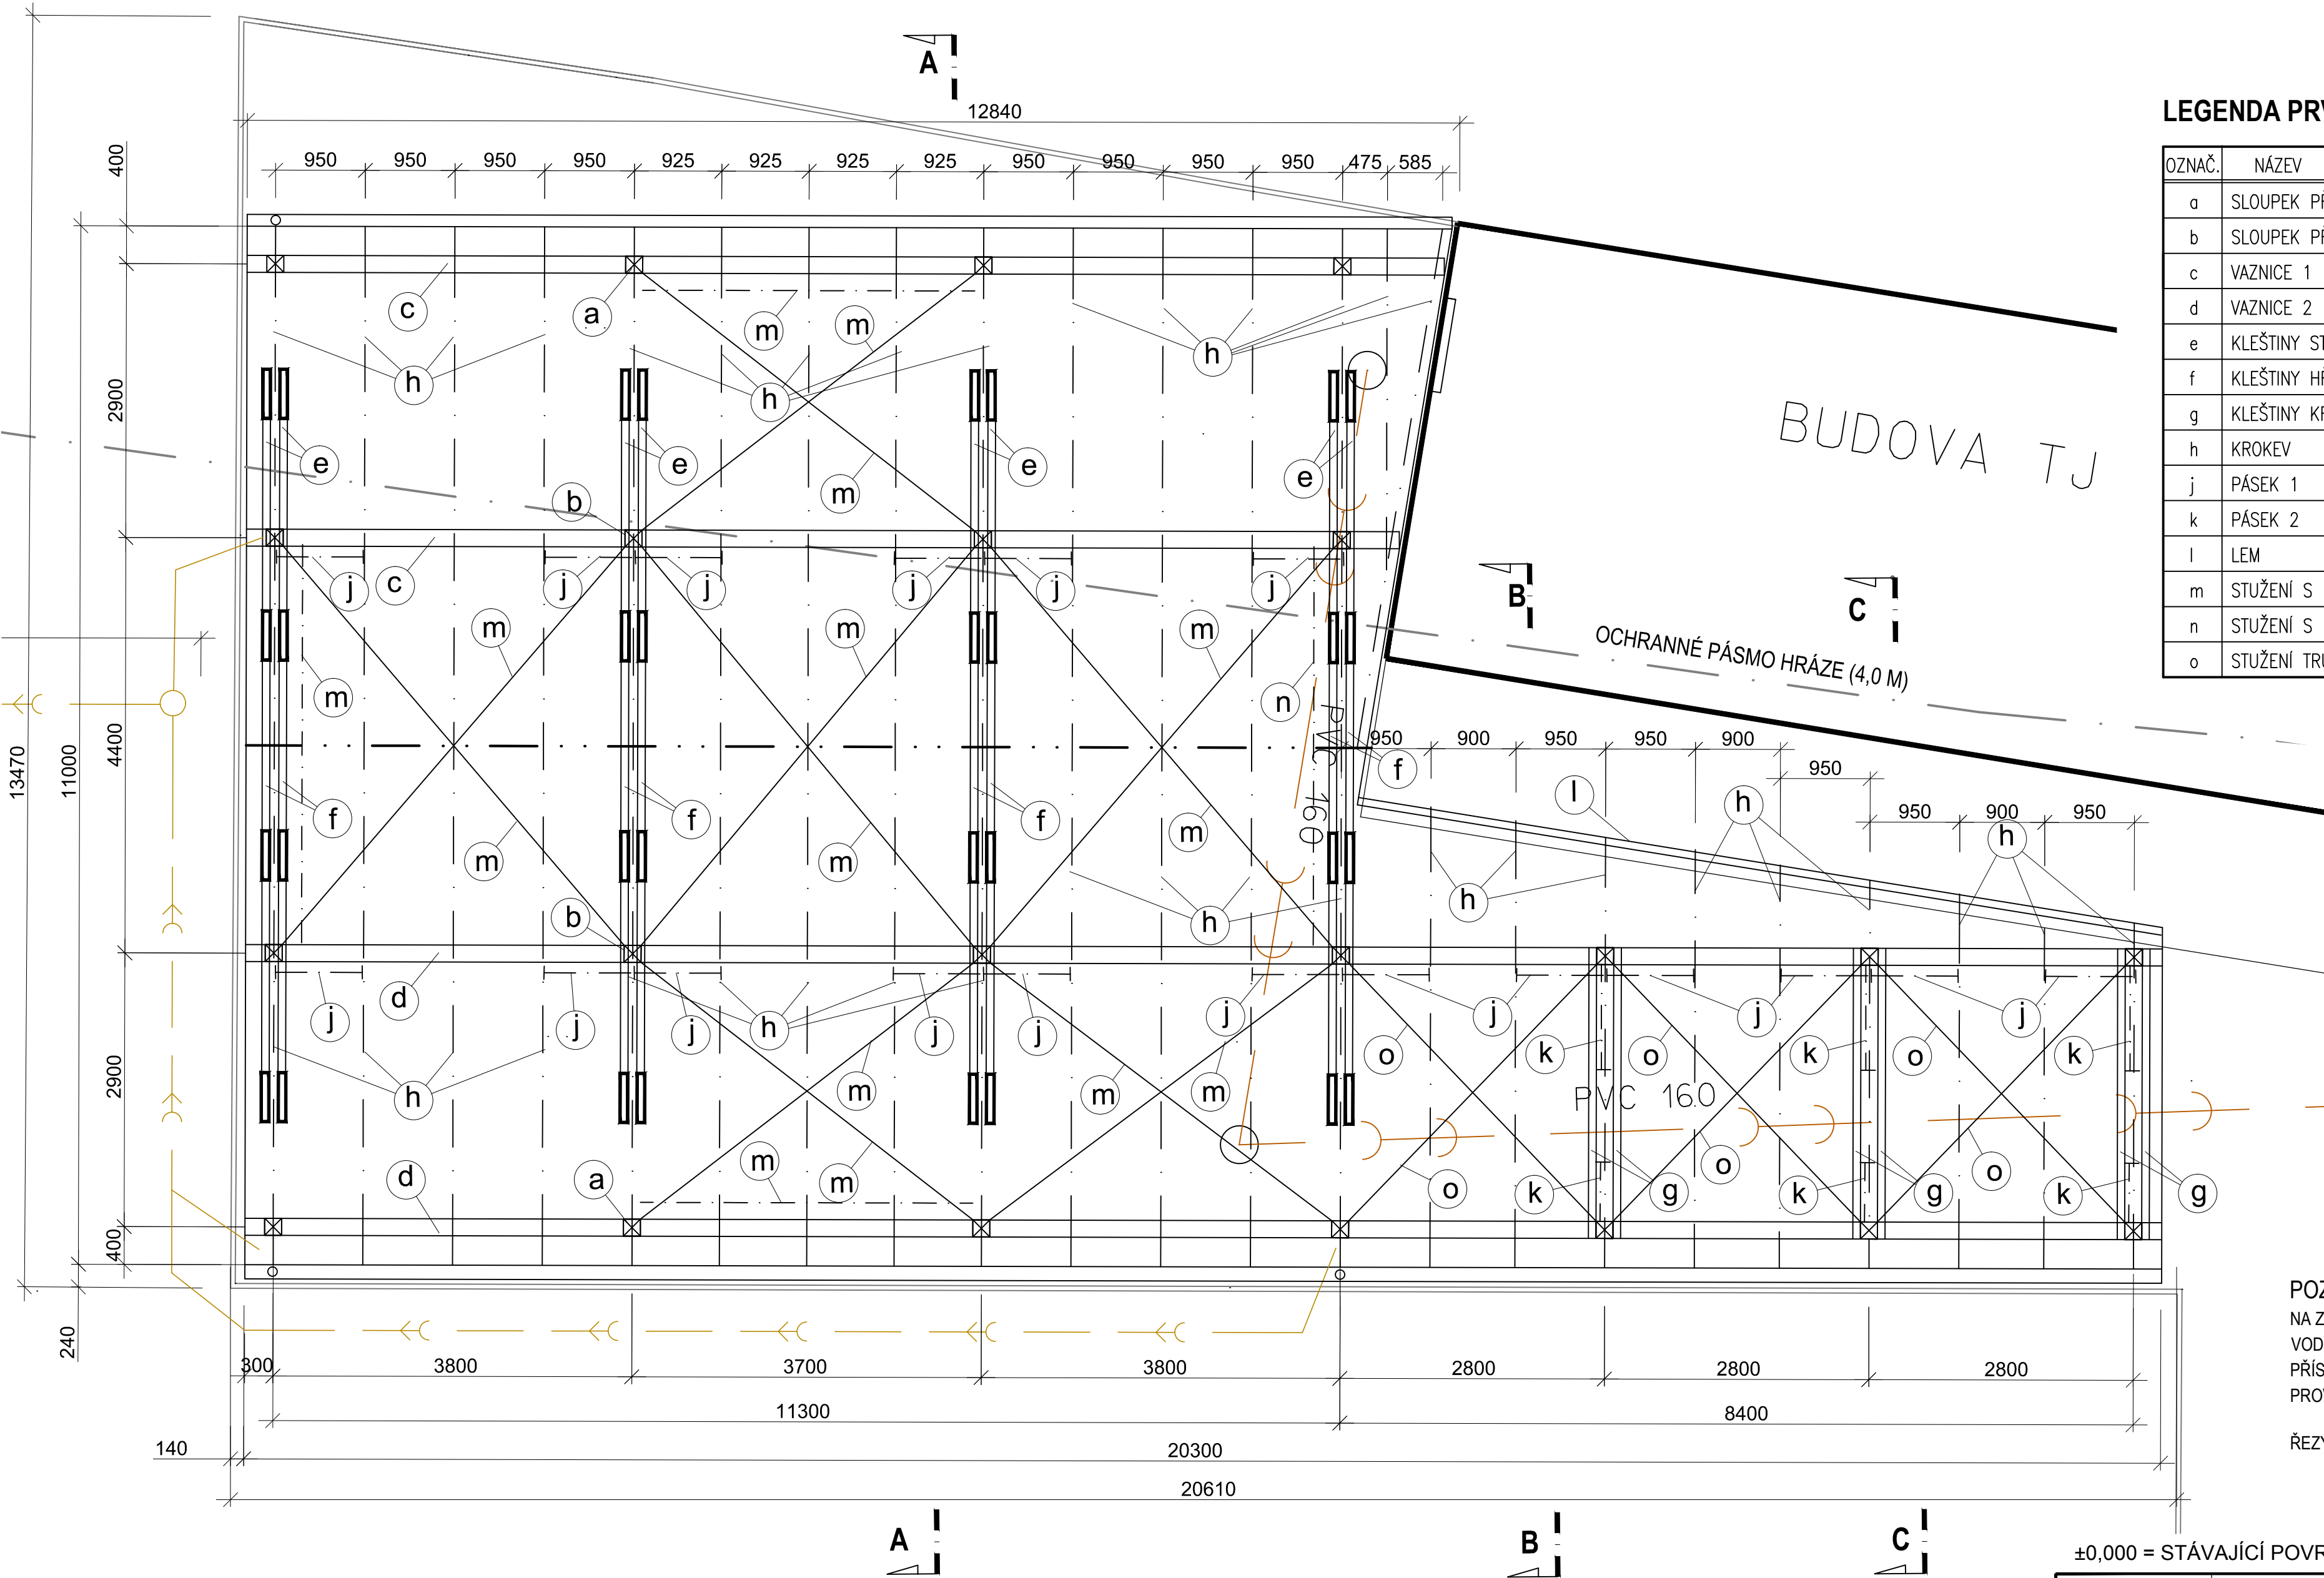 A
12840
400 950 950 950 950 925 925 925 925 950 950 950 950 475 585
LEGENDA
OZNAČ. NÁZEV
a SLOUPEK
b SLOUPEK
c VAZNICE 1
d VAZNICE 2
e KLEŠTINY
f KLEŠTINY
g KLEŠTINY
h KROKEV
j PÁSEK 1
k PÁSEK 2
l LEM
m STUŽENÍ S
n STUŽENÍ S
o STUŽENÍ
c a m m
h h h
2900
e e e e
b m
BUDOVA TJ
j c j j j j j
B C
m m m
OCHRANNÉ PÁSMO HRÁZE (4,0 M)
m n
PVC 160
13470 11000 4400
950 900 950 950 900
f
950
l h
950 900 950
f f f m h
m m h
b h
d
j j j h j j j j j j
o k o k o k
2900
h m m m
PVC 160
m
d a m o k g o k g o k g
400
240
300 3800 3700 3800 2800 2800 2800
11300 8400
140 20300
20610
NA
A B C
±0,000 = STÁVAJÍCÍ